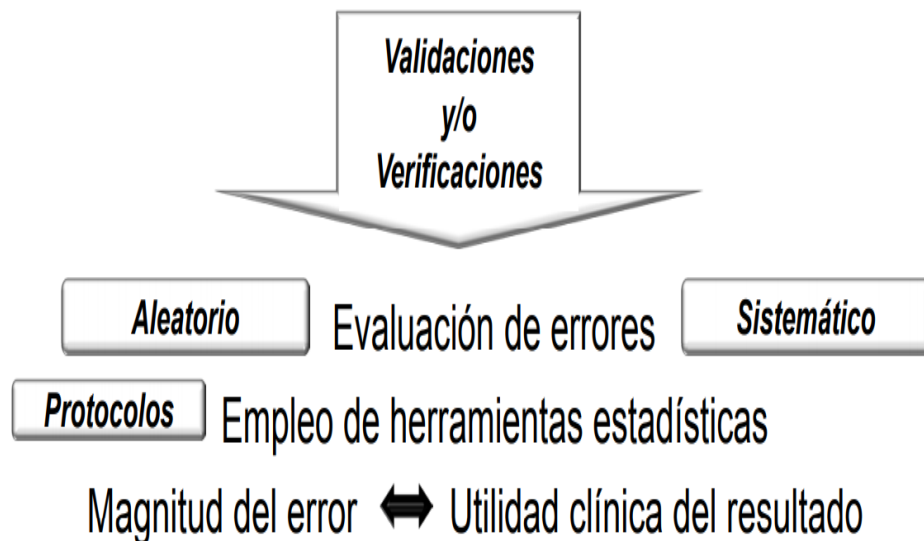 Validaciones
y/o
Verificaciones
Aleatorio Evaluación de errores Sistemático
Protocolos Empleo de herramientas estadísticas
Magnitud del error ⬌ Utilidad clínica del resultado